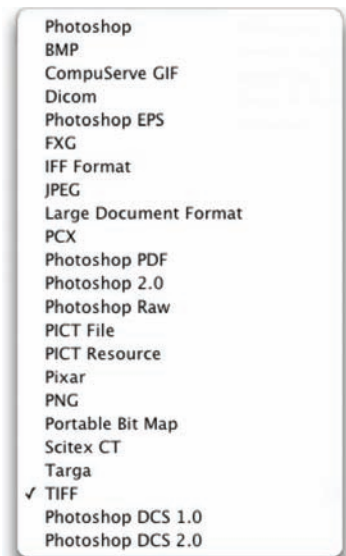 Photoshop
BMP
CompuServe GIF
Dicom
Photoshop EPS
FXG
IFF Format
JPEG
Large Document Format
PCX
Photoshop PDF
Photoshop 2.0
Photoshop Raw
PICT File
PICT Resource
Pixar
PNG
Portable Bit Map
Scitex CT
Targa
✓ TIFF
Photoshop DCS 1.0
Photoshop DCS 2.0